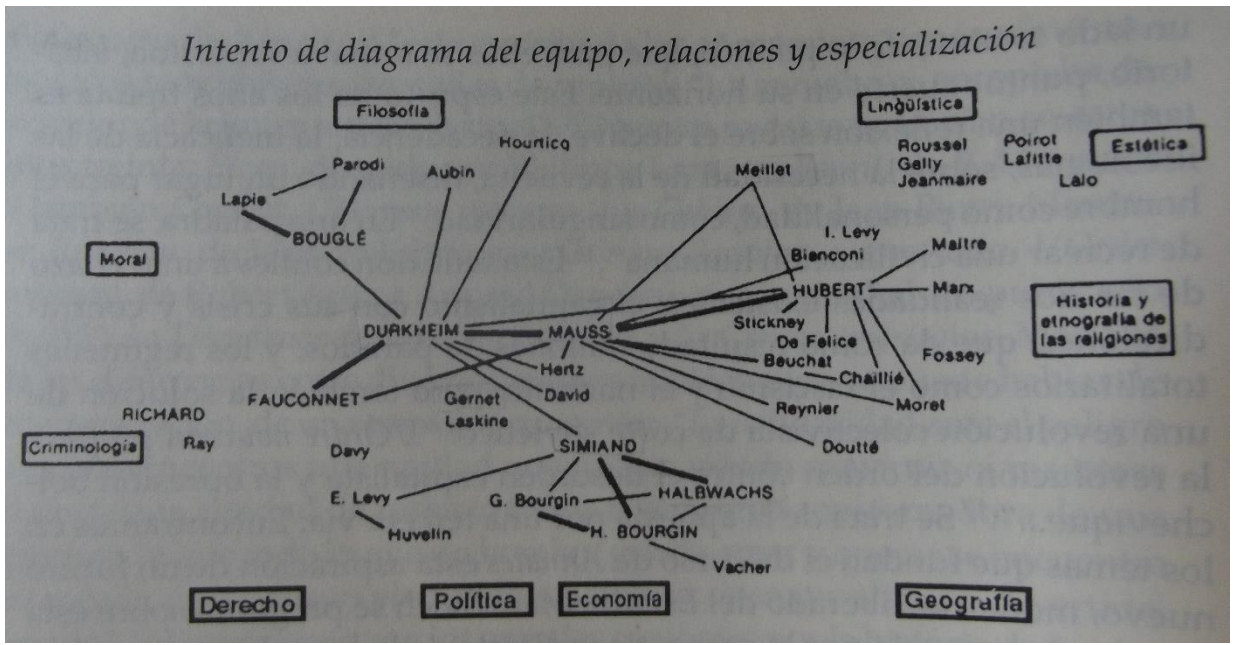 Intento de diagrama del equipo, relaciones y especialización
Filosofía
Lingüística
Hourticq
Roussel
Poirot
Estética
Parodi
Aubin
Gelly
Lafitte
Meillet
Jeanmaire
Lalo
Lapie
BOUGLÉ
I. Levy
Maître
Moral
Bianconi
HUBERT
Marx
Historia y
etnografía de
las religiones
Stickney
DURKHEIM
MAUSS
De Felice
Beuchat
Fossey
Hertz
Chaillié
FAUCONNET
Gernet
David
Reynier
Moret
RICHARD
Laskine
Criminología
Ray
Davy
SIMIAND
Doutté
E. Levy
G. Bourgin
HALBWACHS
Huvelin
H. BOURGIN
Vacher
Derecho
Política
Economía
Geografía